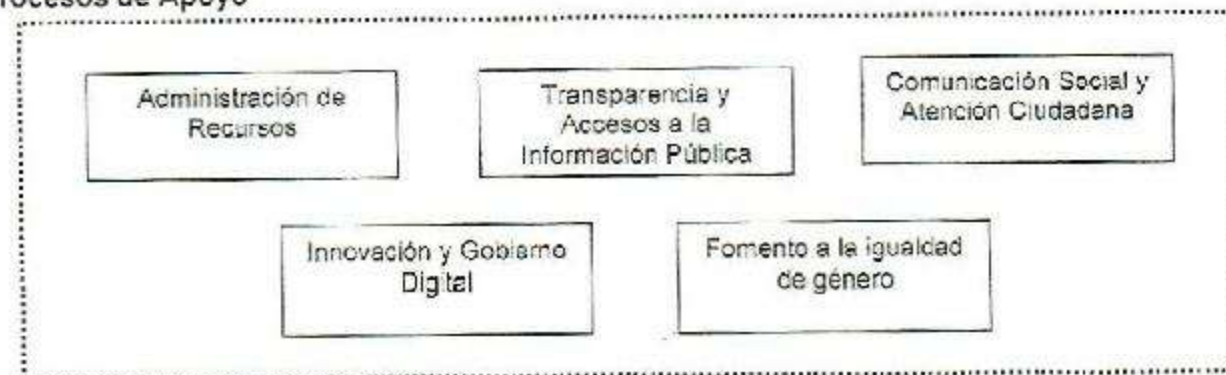 rocesos de Apoyo
Administración de
Recursos
Transparencia y
Accesos a la
Información Pública
Comunicación Social y
Atención Ciudadana
Innovación y Gobierno
Digital
Fomento a la igualdad
de género